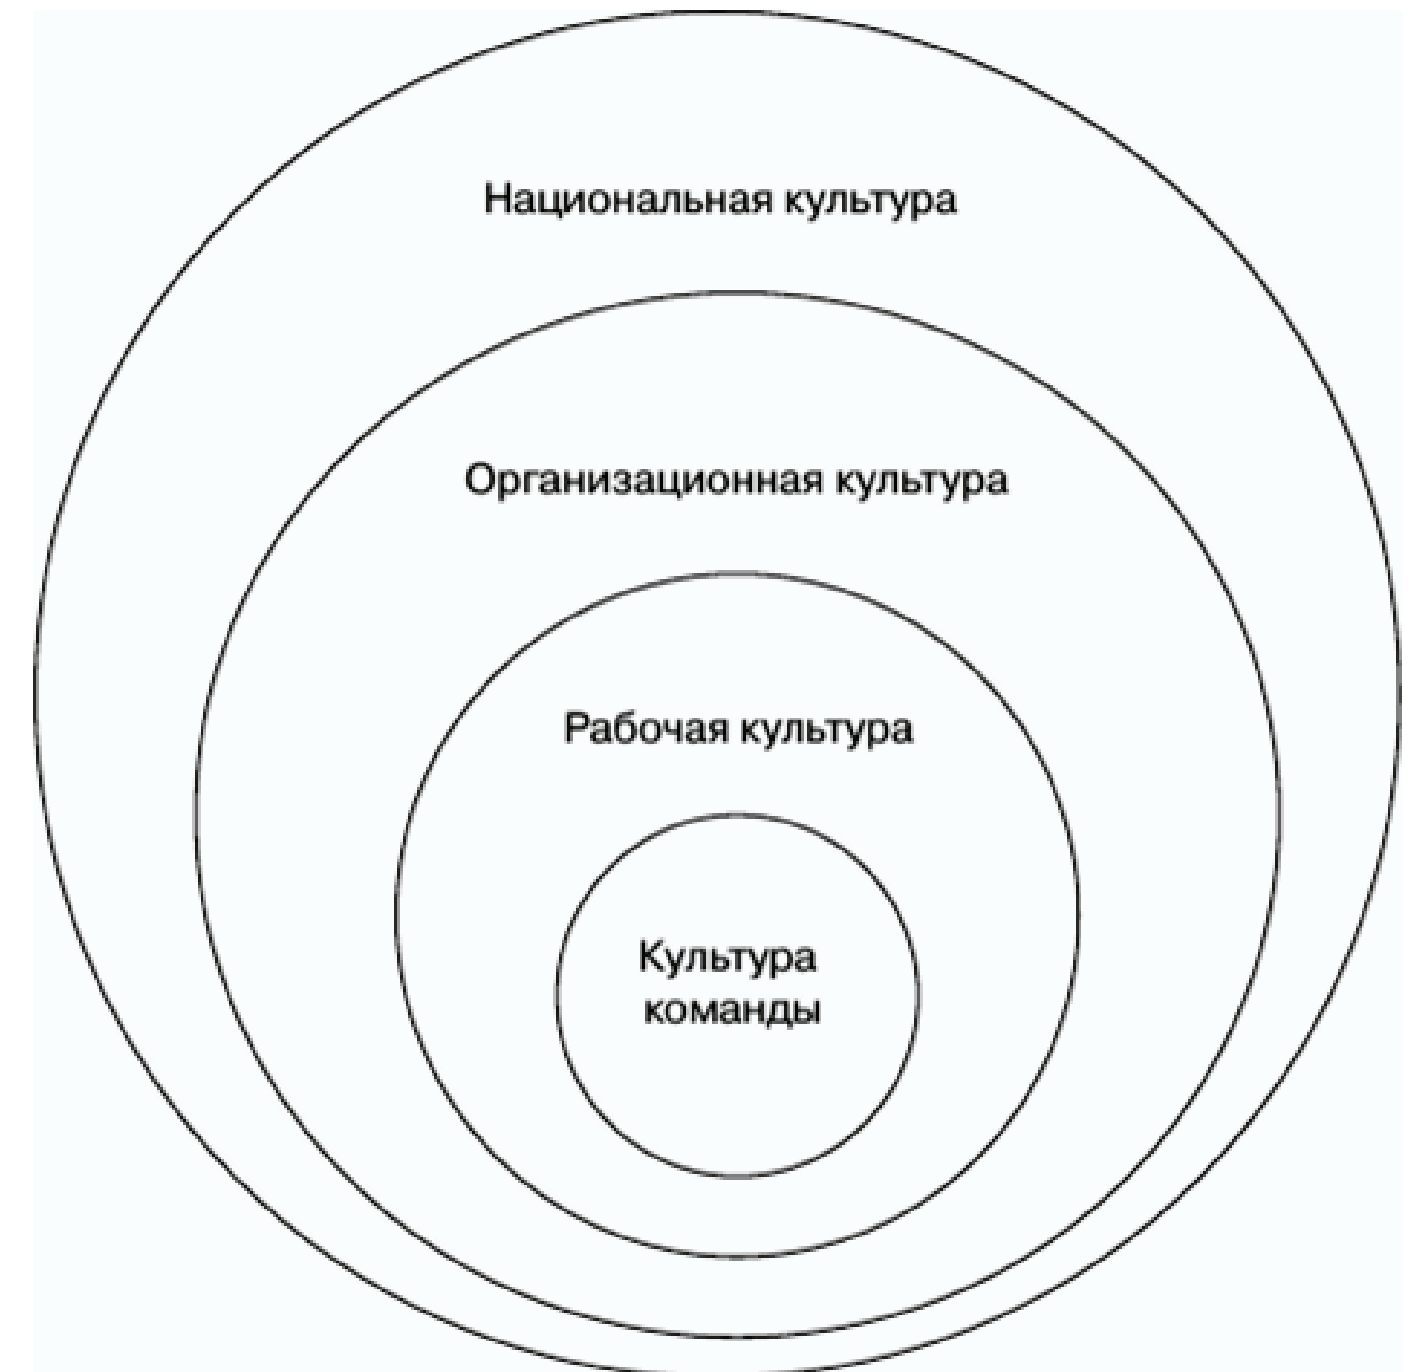 Национальная культура
Организационная культура
Рабочая культура
Культура
команды